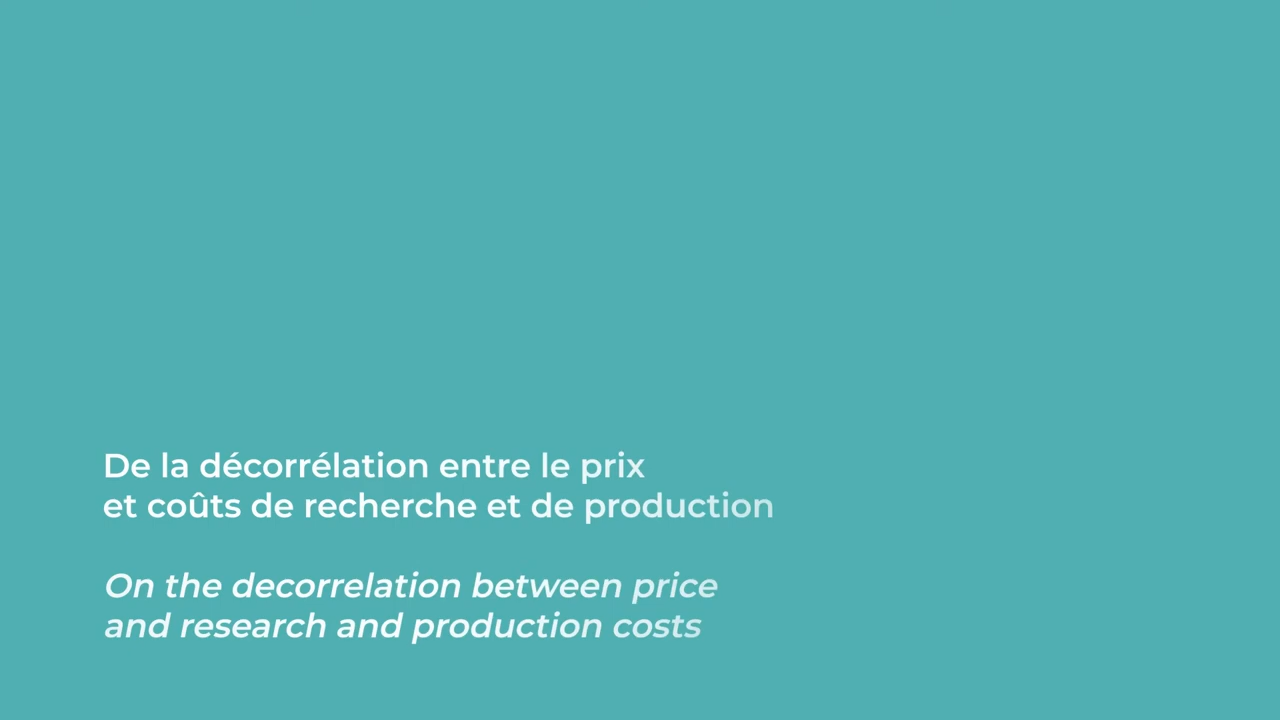 De la décorrélation entre le prix
et coûts de recherche et de production
On the decorrelation between price
and research and production costs